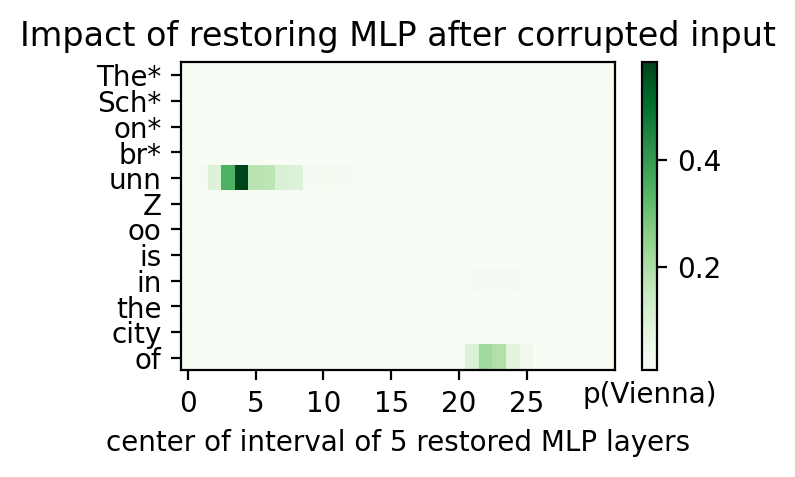 Impact of restoring MLP after corrupted input
The*
Sch*
on*
br*
unn
Z
oo
is
in
the
city
of
0 5 10 15 20 25
0.4
0.2
p(Vienna)
center of interval of 5 restored MLP layers